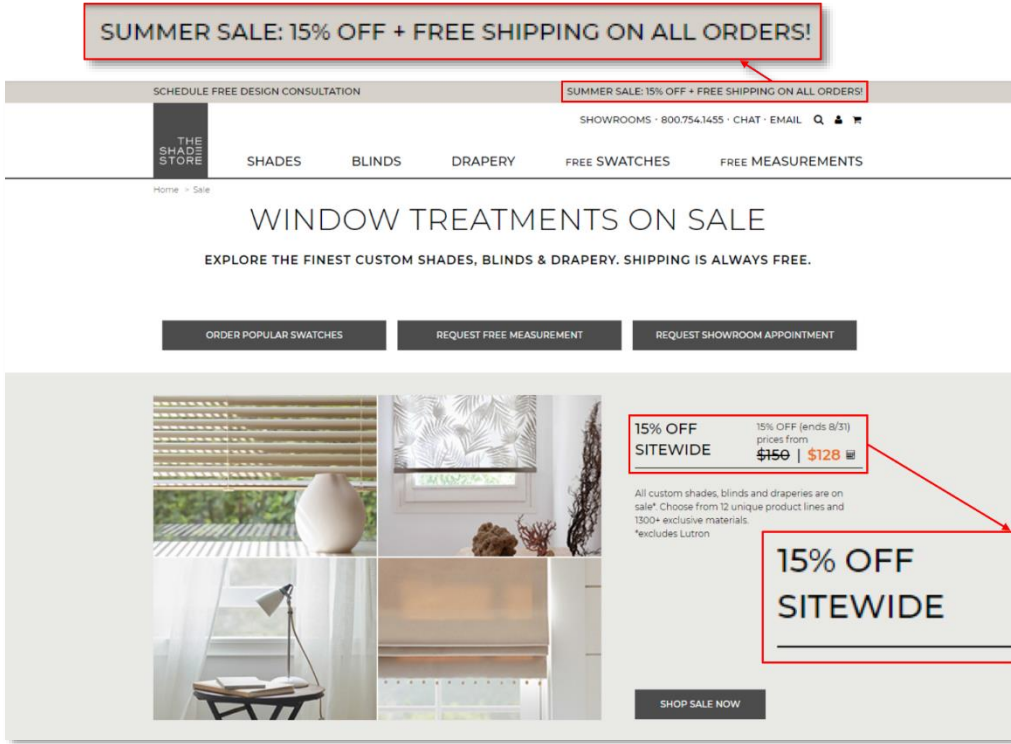 SUMMER SALE: 15% OFF + FREE SHIPPING ON ALL ORDERS!
SCHEDULE FREE DESIGN CONSULTATION
SUMMER SALE: 15% OFF + FREE SHIPPING ON ALL ORDERS!
SHOWROOMS · 800.754.1455 · CHAT · EMAIL
THE
SHADE
STORE
SHADES
BLINDS
DRAPERY
FREE SWATCHES
FREE MEASUREMENTS
Home > Sale
WINDOW TREATMENTS ON SALE
EXPLORE THE FINEST CUSTOM SHADES, BLINDS & DRAPERY. SHIPPING IS ALWAYS FREE.
ORDER POPULAR SWATCHES
REQUEST FREE MEASUREMENT
REQUEST SHOWROOM APPOINTMENT
15% OFF
SITEWIDE
15% OFF (ends 8/31)
prices from
$150 | $128
All custom shades, blinds and draperies are on
sale*. Choose from 12 unique product lines and
1300+ exclusive materials.
*excludes Lutron
15% OFF
SITEWIDE
SHOP SALE NOW